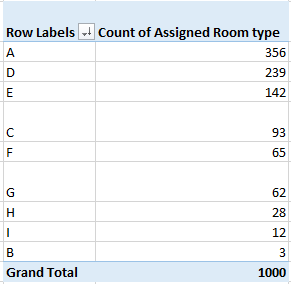 Row Labels Count of Assigned Room type
A 356
D 239
E 142
C 93
F 65
G 62
H 28
I 12
B 3
Grand Total 1000